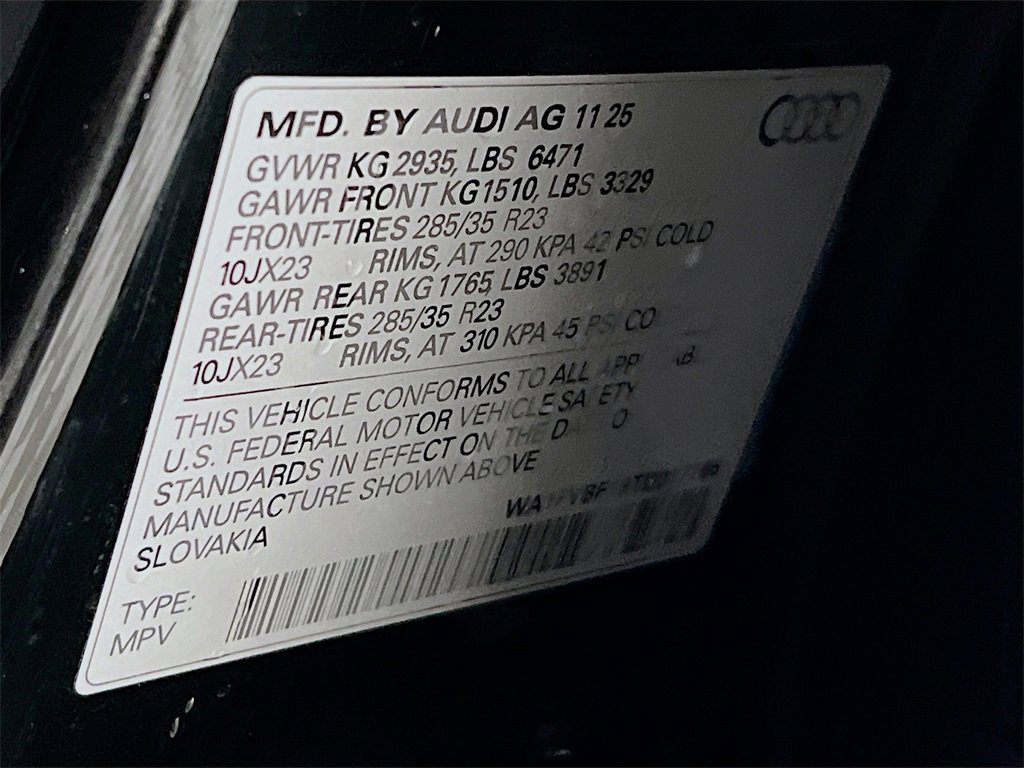 MFD. BY AUDI AG 11 25
GVWR KG 2935, LBS 6471
GAWR FRONT KG 1510, LBS 3329
FRONT-TIRES 285/35 R23
10JX23 RIMS, AT 290 KPA 42 PSI COLD
GAWR REAR KG 1765, LBS 3891
REAR-TIRES 285/35 R23
10JX23 RIMS, AT 310 KPA 45 PSI CO
THIS VEHICLE CONFORMS TO ALL
U.S. FEDERAL MOTOR VEHICLE SAFETY
STANDARDS IN EFFECT ON THE
MANUFACTURE SHOWN ABOVE
SLOVAKIA
TYPE:
MPV